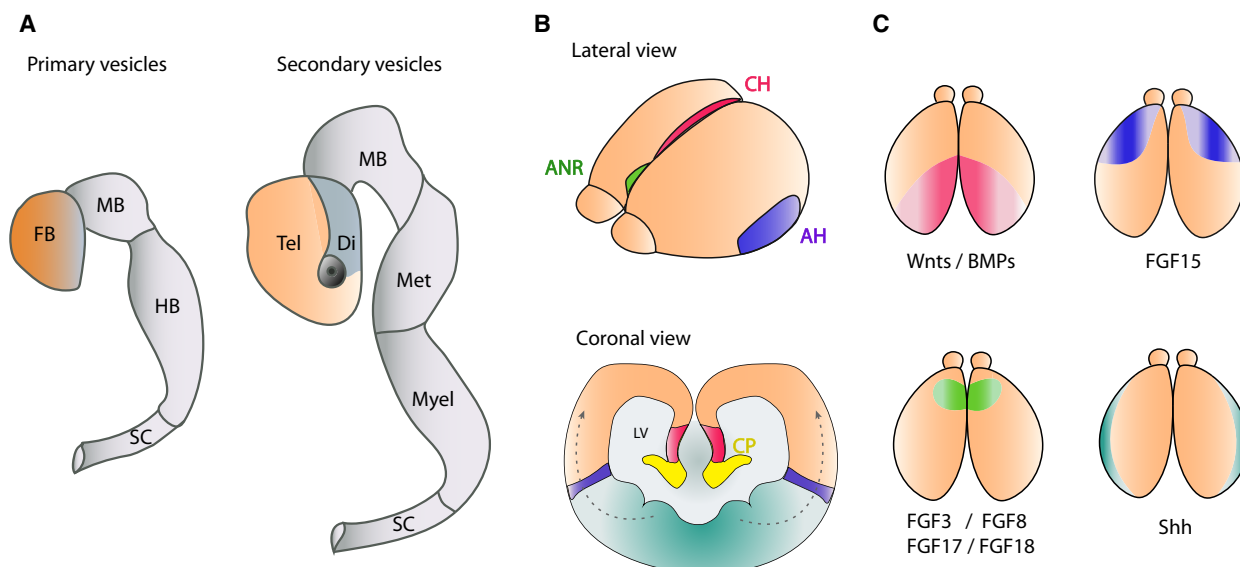 A
Primary vesicles
FB
MB
HB
SC
Secondary vesicles
MB
Tel
Di
Met
Myel
SC
B
Lateral view
CH
ANR
AH
Coronal view
LV
CP
C
Wnts / BMPs
FGF15
FGF3 / FGF8
FGF17 / FGF18
Shh